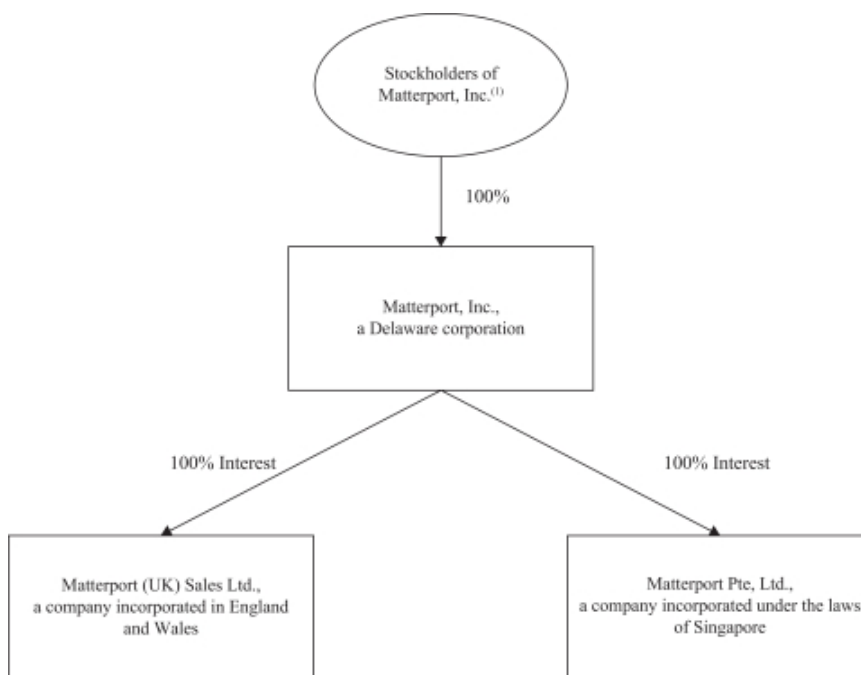 Stockholders of
Matterport, Inc.(1)
100%
Matterport, Inc.,
a Delaware corporation
100% Interest
100% Interest
Matterport (UK) Sales Ltd.,
a company incorporated in England
and Wales
Matterport Pte, Ltd.,
a company incorporated under the laws
of Singapore